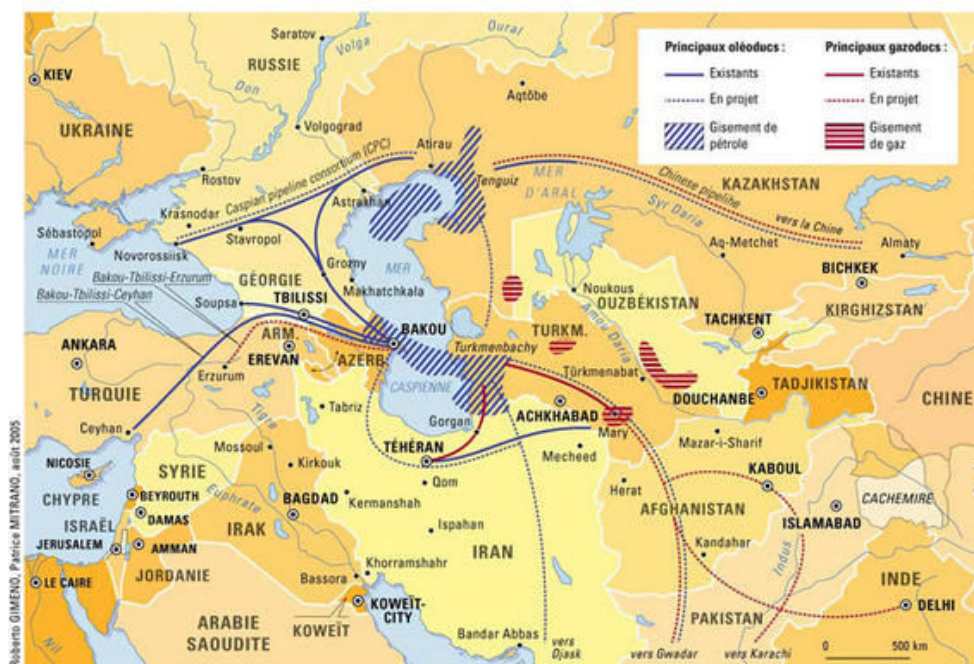 Saratov
Volga
Oural
RUSSIE
KIEV
Aqtöbe
Don
UKRAINE
Volgograd
Principaux oléoducs :
Existants
En projet
Gisement de
pétrole
Principaux gazoducs :
Existants
En projet
Gisement
de gaz
Atirau
Rostov
Caspian pipeline consortium (CPC)
Tenguiz
MER
D'ARAL
Chinese pipelihe
vers la Chine
KAZAKHSTAN
Syr Daria
Astrakhan
Krasnodar
Sébastopol
Stavropol
Aq-Metchet
Almaty
MER
NOIRE
Novorossiisk
Grozny
MER
BICHKEK
Bakou-Tbilissi-Erzurum
GÉORGIE
Makhatchkala
Noukous
Bakou-Tbilissi-Ceyhan
Soupsa
TBILISSI
OUZBÉKISTAN
KIRGHIZSTAN
TACHKENT
ANKARA
ARM.
BAKOU
TURKM.
Amou Daria
EREVAN
AZERB.
Turkmenbachy
Erzurum
TURQUIE
CASPIENNE
Türkmenabat
TADJIKISTAN
Tabriz
DOUCHANBE
CHINE
Ceyhan
Tigre
Gorgan
ACHKHABAD
Mary
Mossoul
TÉHÉRAN
Mecheed
Mazar-i-Sharif
NICOSIE
SYRIE
Kirkouk
Qom
KABOUL
CHYPRE
BEYROUTH
Euphrate
BAGDAD
Kermanshah
Herat
CACHEMIRE
DAMAS
AFGHANISTAN
ISLAMABAD
ISRAËL
IRAK
Ispahan
JERUSALEM
AMMAN
IRAN
Kandahar
Indus
JORDANIE
Khorramshahr
LE CAIRE
Bassora
INDE
KOWEÏT-
CITY
DELHI
ARABIE
SAOUDITE
KOWEÏT
PAKISTAN
Nil
Bandar Abbas
vers
Djask
vers Gwadar
vers Karachi
0
500 km
Roberto GIMENO, Patrice MITRANO, août 2005